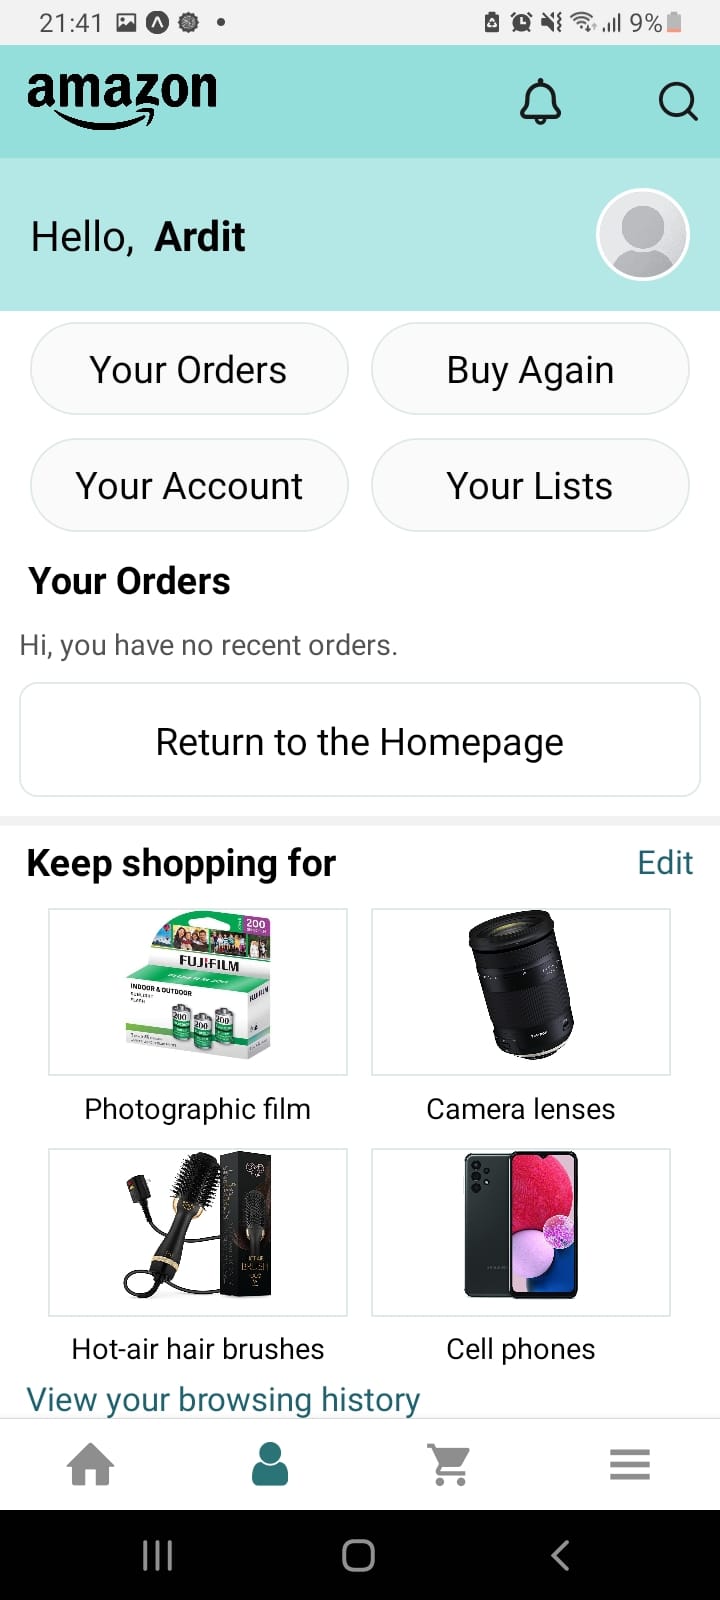 21:41
9%
amazon
Hello, Ardit
Your Orders
Buy Again
Your Account
Your Lists
Your Orders
Hi, you have no recent orders.
Return to the Homepage
Keep shopping for
Edit
200
FUJIFILM
INDOOR & OUTDOOR
200
200
200
Photographic film
Camera lenses
BRUSH
Hot-air hair brushes
Cell phones
View your browsing history